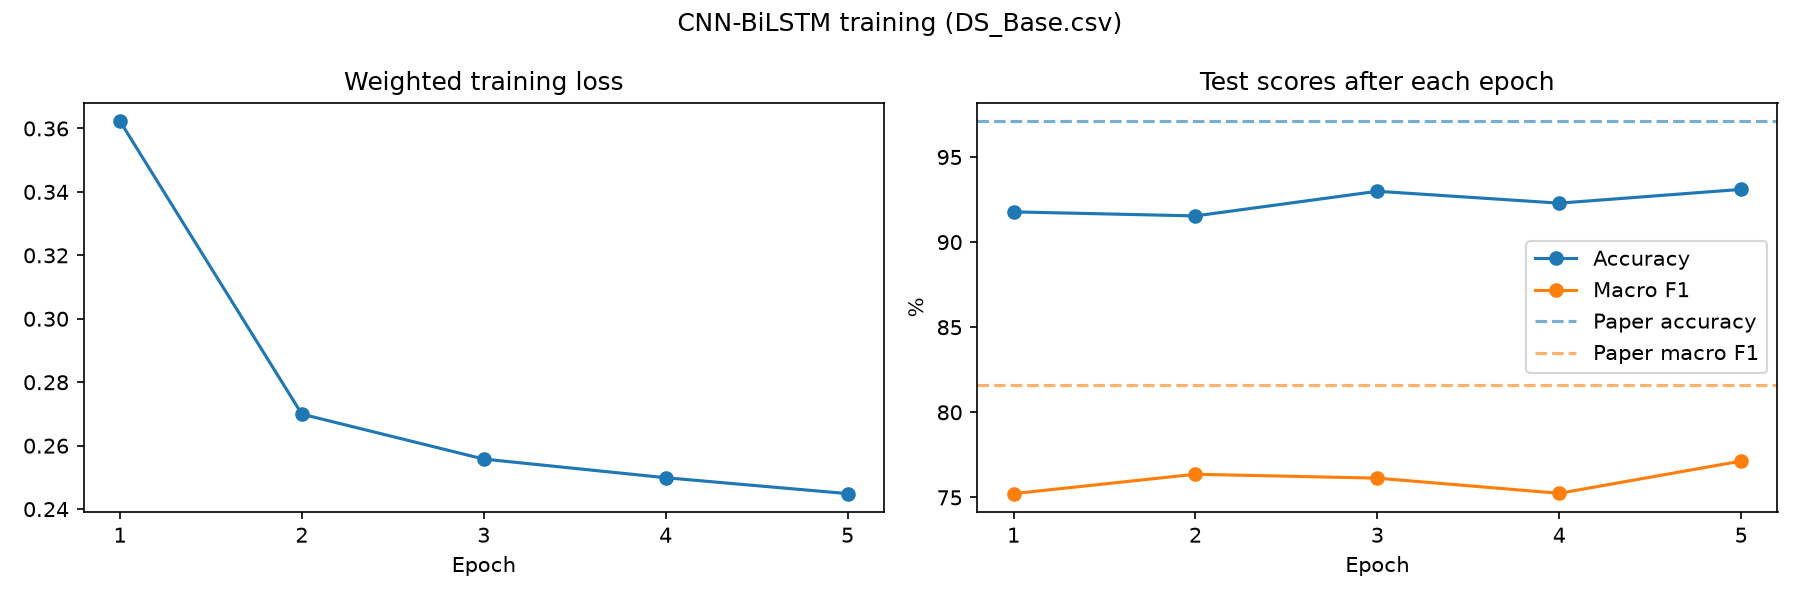 CNN-BiLSTM training (DS_Base.csv)
Weighted training loss
0.36
0.34
0.32
0.30
0.28
0.26
0.24
1 2 3 4 5
Epoch
Test scores after each epoch
%
95
90
85
80
75
Accuracy
Macro F1
Paper accuracy
Paper macro F1
1 2 3 4 5
Epoch